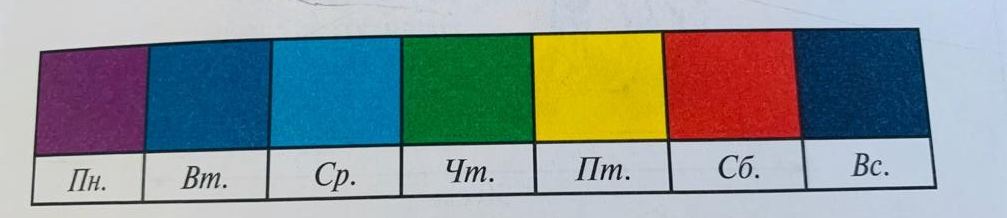 Пн. Вт. Ср. Чт. Пт. Сб. Вс.